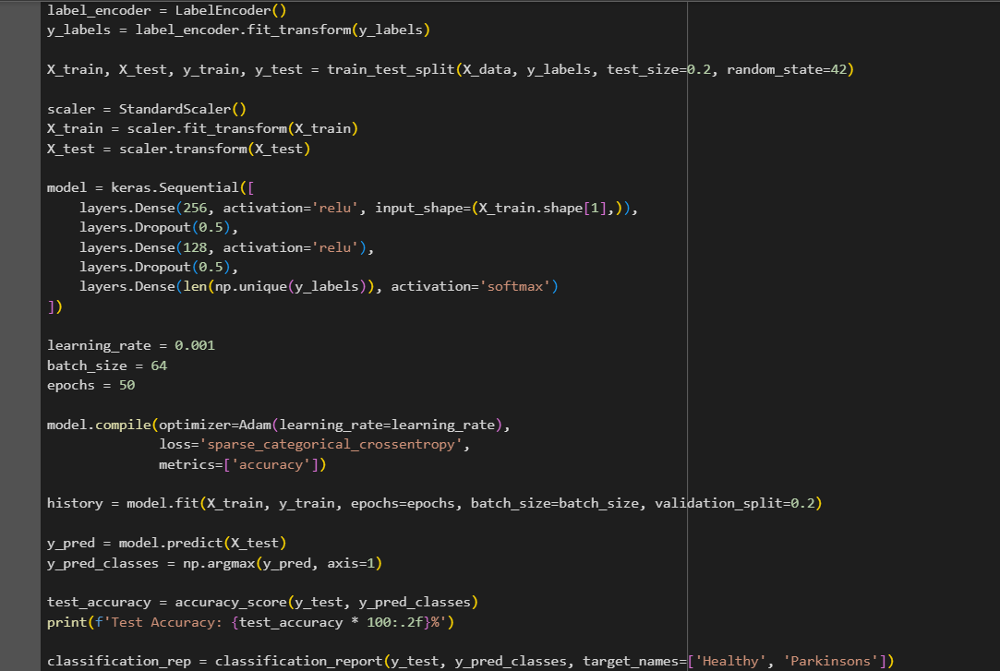 label_encoder = LabelEncoder()
y_labels = label_encoder.fit_transform(y_labels)
X_train, X_test, y_train, y_test = train_test_split(X_data, y_labels, test_size=0.2, random_state=42)
scaler = StandardScaler()
X_train = scaler.fit_transform(X_train)
X_test = scaler.transform(X_test)
model = keras.Sequential([
    layers.Dense(256, activation='relu', input_shape=(X_train.shape[1],)),
    layers.Dropout(0.5),
    layers.Dense(128, activation='relu'),
    layers.Dropout(0.5),
    layers.Dense(len(np.unique(y_labels)), activation='softmax')
])
learning_rate = 0.001
batch_size = 64
epochs = 50
model.compile(optimizer=Adam(learning_rate=learning_rate),
              loss='sparse_categorical_crossentropy',
              metrics=['accuracy'])
history = model.fit(X_train, y_train, epochs=epochs, batch_size=batch_size, validation_split=0.2)
y_pred = model.predict(X_test)
y_pred_classes = np.argmax(y_pred, axis=1)
test_accuracy = accuracy_score(y_test, y_pred_classes)
print(f'Test Accuracy: {test_accuracy * 100:.2f}%')
classification_rep = classification_report(y_test, y_pred_classes, target_names=['Healthy', 'Parkinsons'])